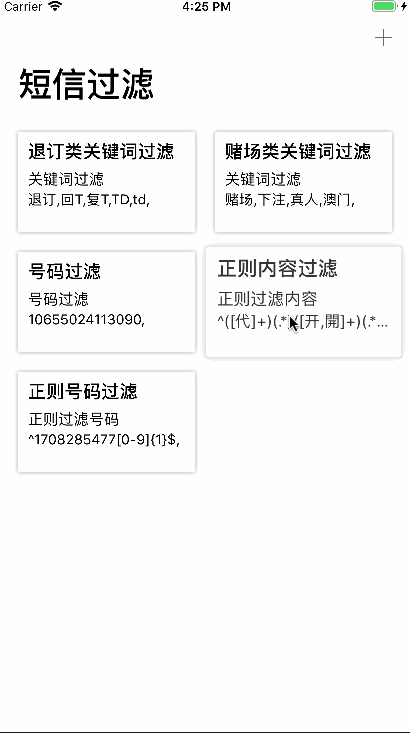 Carrier 4:25 PM
短信过滤
退订类关键词过滤
关键词过滤
退订,回T,复T,TD,td,
赌场类关键词过滤
关键词过滤
赌场,下注,真人,澳门,
号码过滤
号码过滤
10655024113090,
正则内容过滤
正则过滤内容
^([代]+)(.*)([开,開]+)(.*...
正则号码过滤
正则过滤号码
^1708285477[0-9]{1}$,